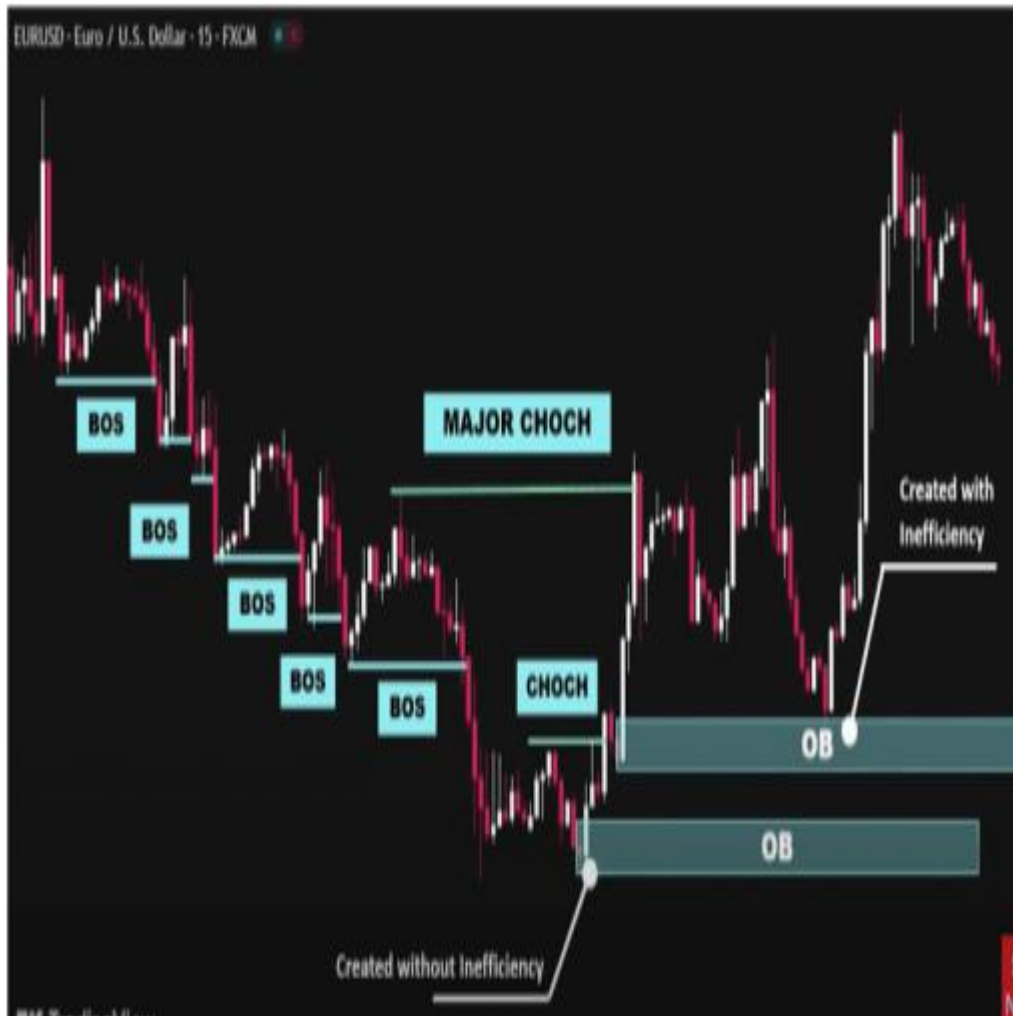 EURUSD · Euro / U.S. Dollar · 15 · FXCM
BOS
MAJOR CHOCH
Created with
Inefficiency
BOS
BOS
BOS
CHOCH
BOS
OB
OB
Created without Inefficiency